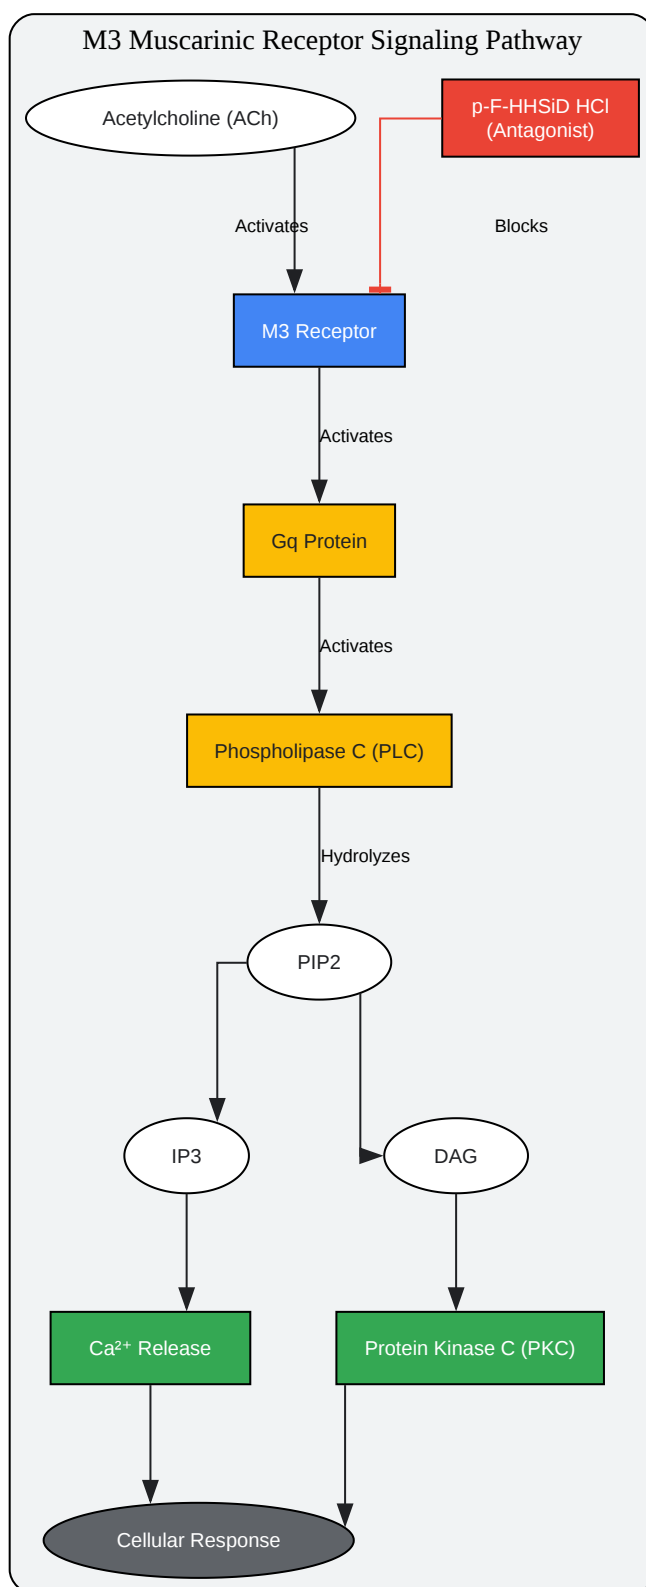 M3 Muscarinic Receptor Signaling Pathway
Acetylcholine (ACh)
p-F-HHSiD HCl
(Antagonist)
Activates
Blocks
M3 Receptor
Activates
Gq Protein
Activates
Phospholipase C (PLC)
Hydrolyzes
PIP2
IP3
DAG
Ca²⁺ Release
Protein Kinase C (PKC)
Cellular Response